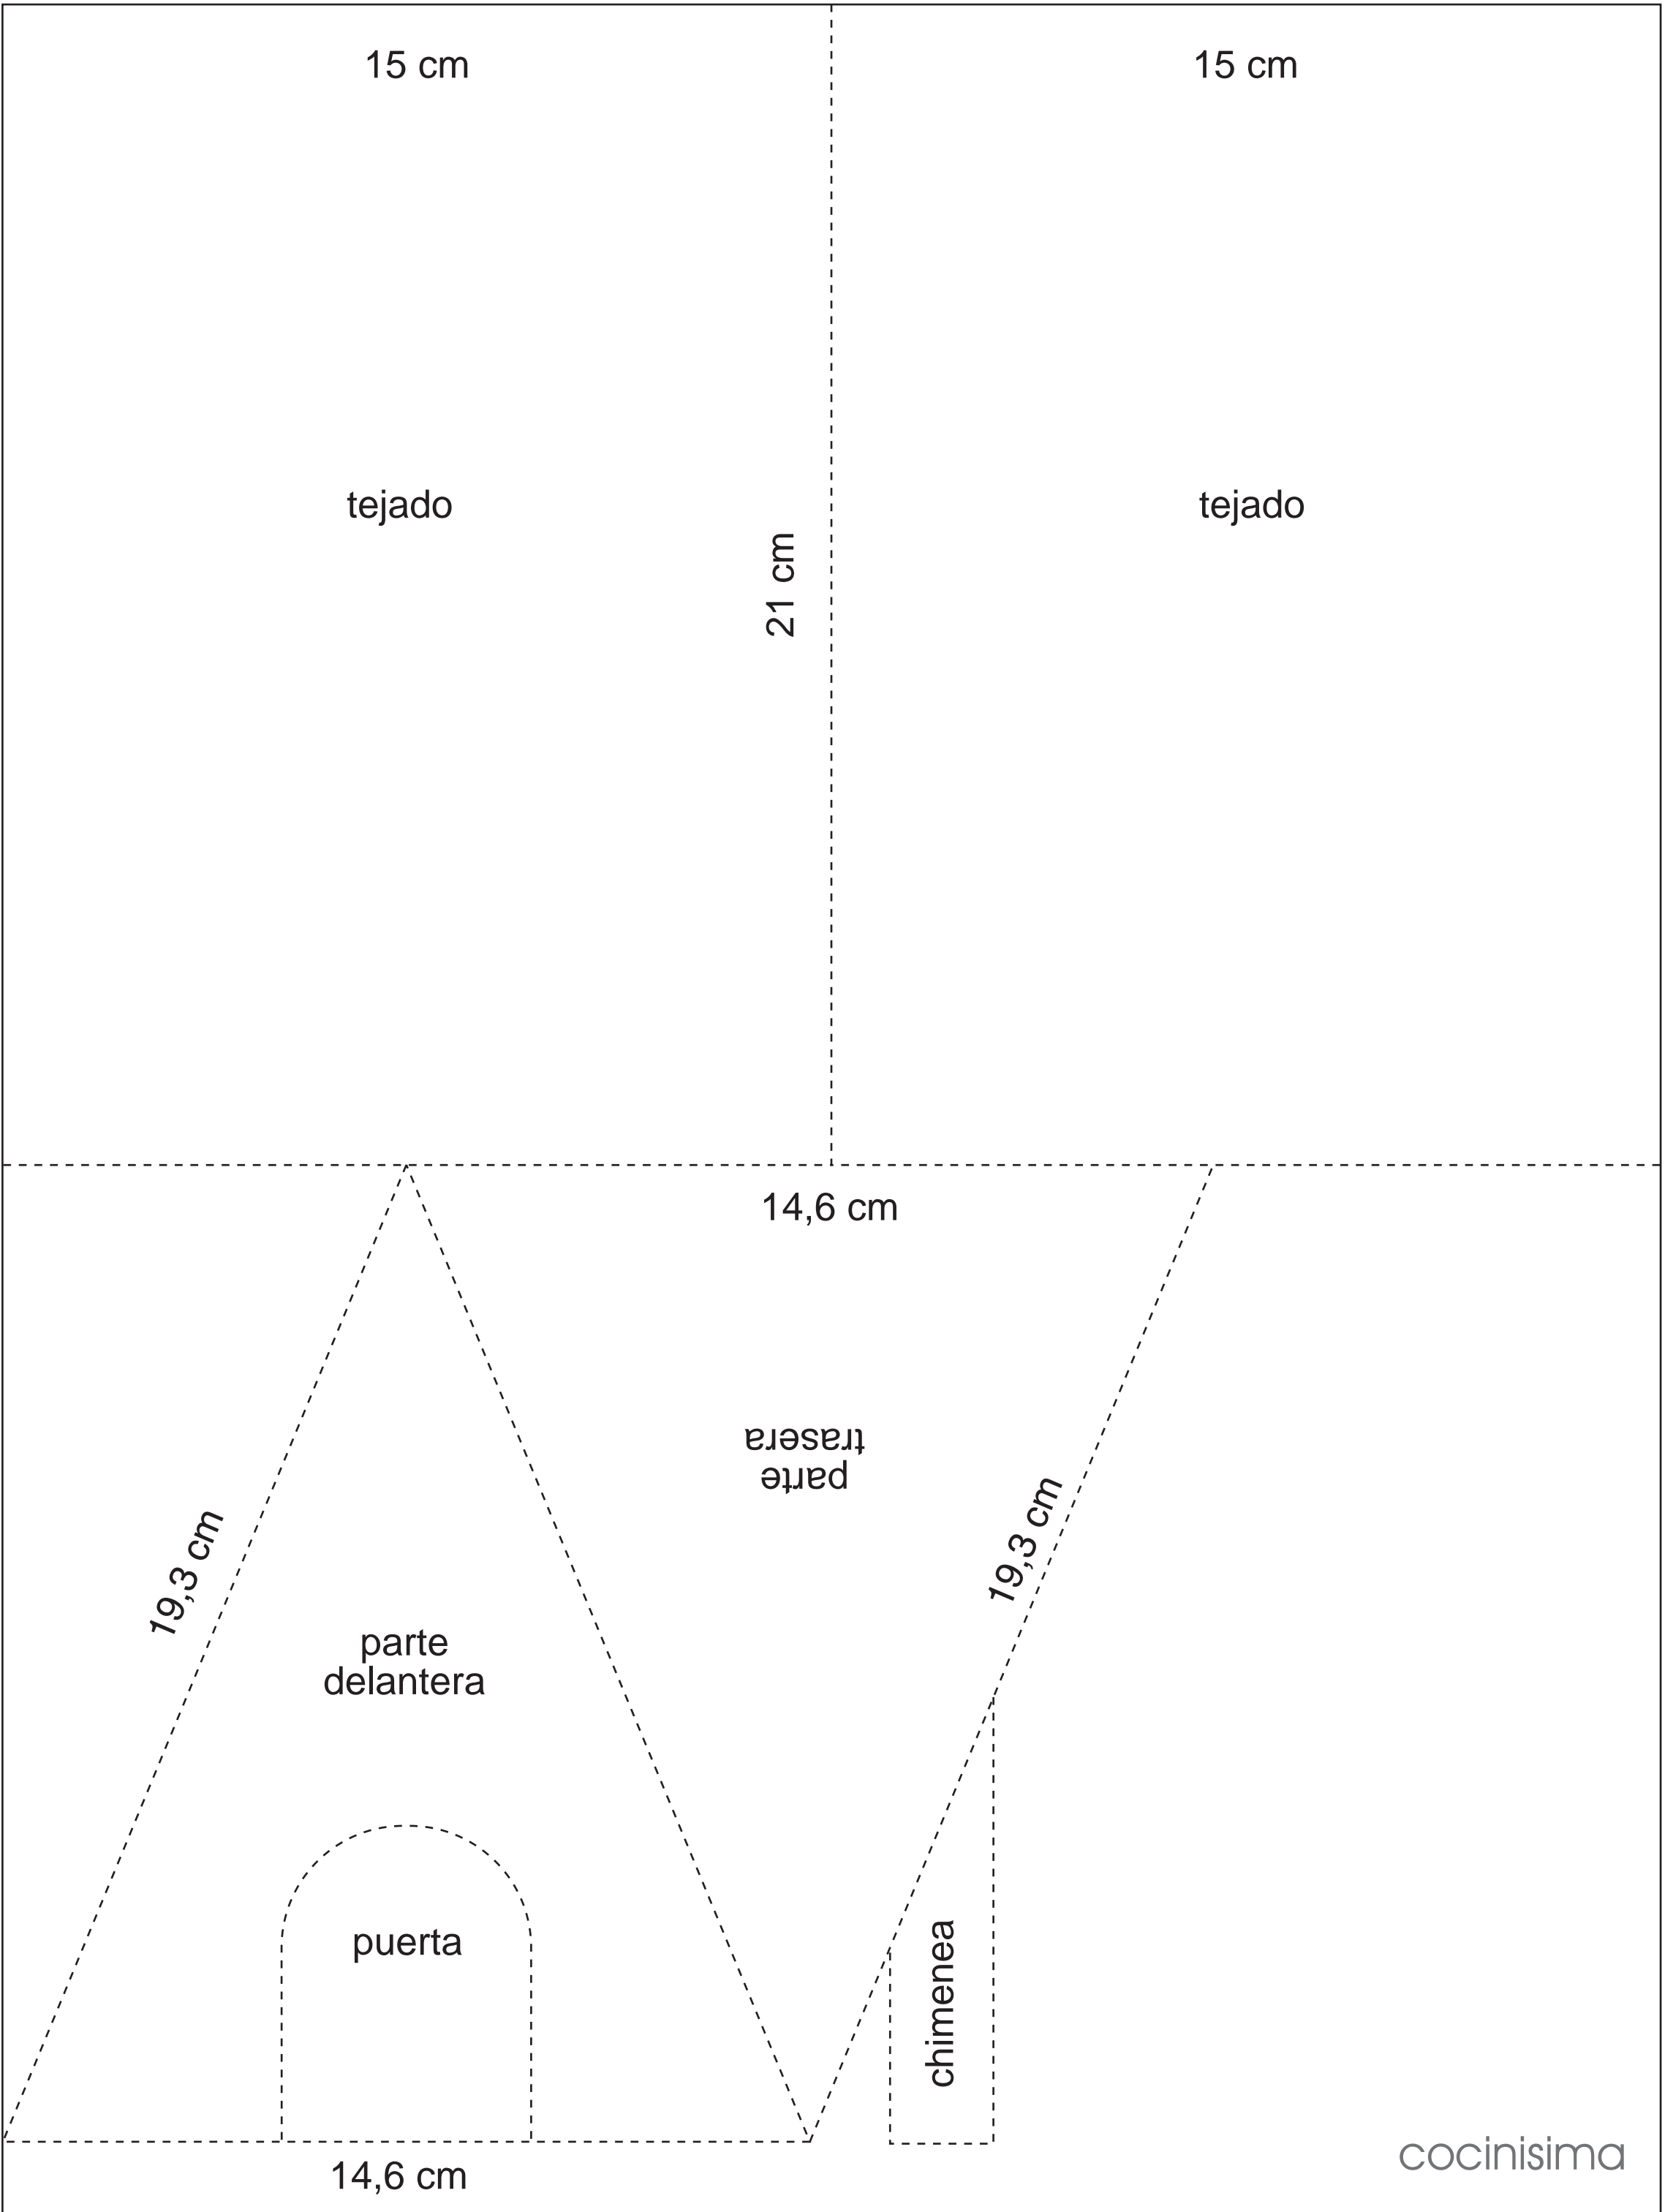 15 cm
15 cm
tejado
tejado
21 cm
14,6 cm
parte
trasera
19,3 cm
19,3 cm
parte
delantera
puerta
chimenea
14,6 cm
cocinisima